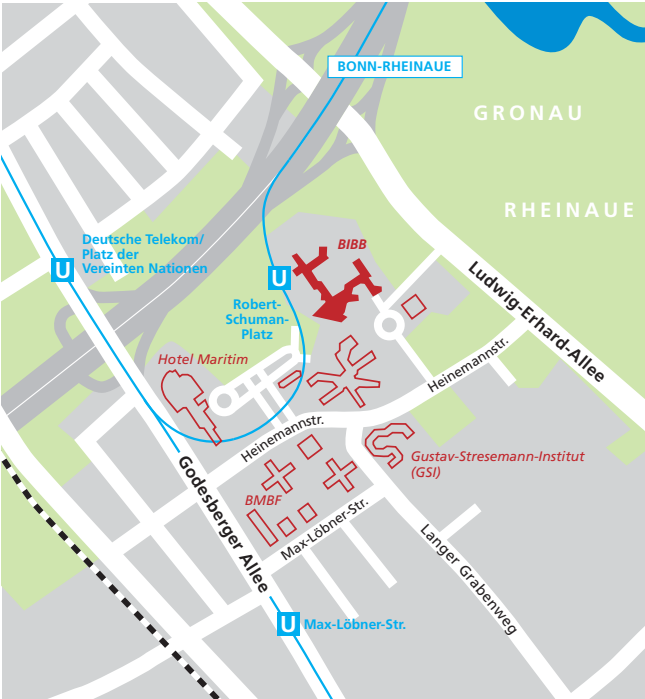 BONN-RHEINAUE
GRONAU
RHEINAUE
BIBB
Deutsche Telekom/
Platz der
Vereinten Nationen
U
U
Robert-
Schuman-
Platz
Ludwig-Erhard-Allee
Hotel Maritim
Heinemannstr.
Heinemannstr.
Gustav-Stresemann-Institut
(GSI)
Godesberger Allee
BMBF
Max-Löbner-Str.
Langer Grabenweg
U
Max-Löbner-Str.